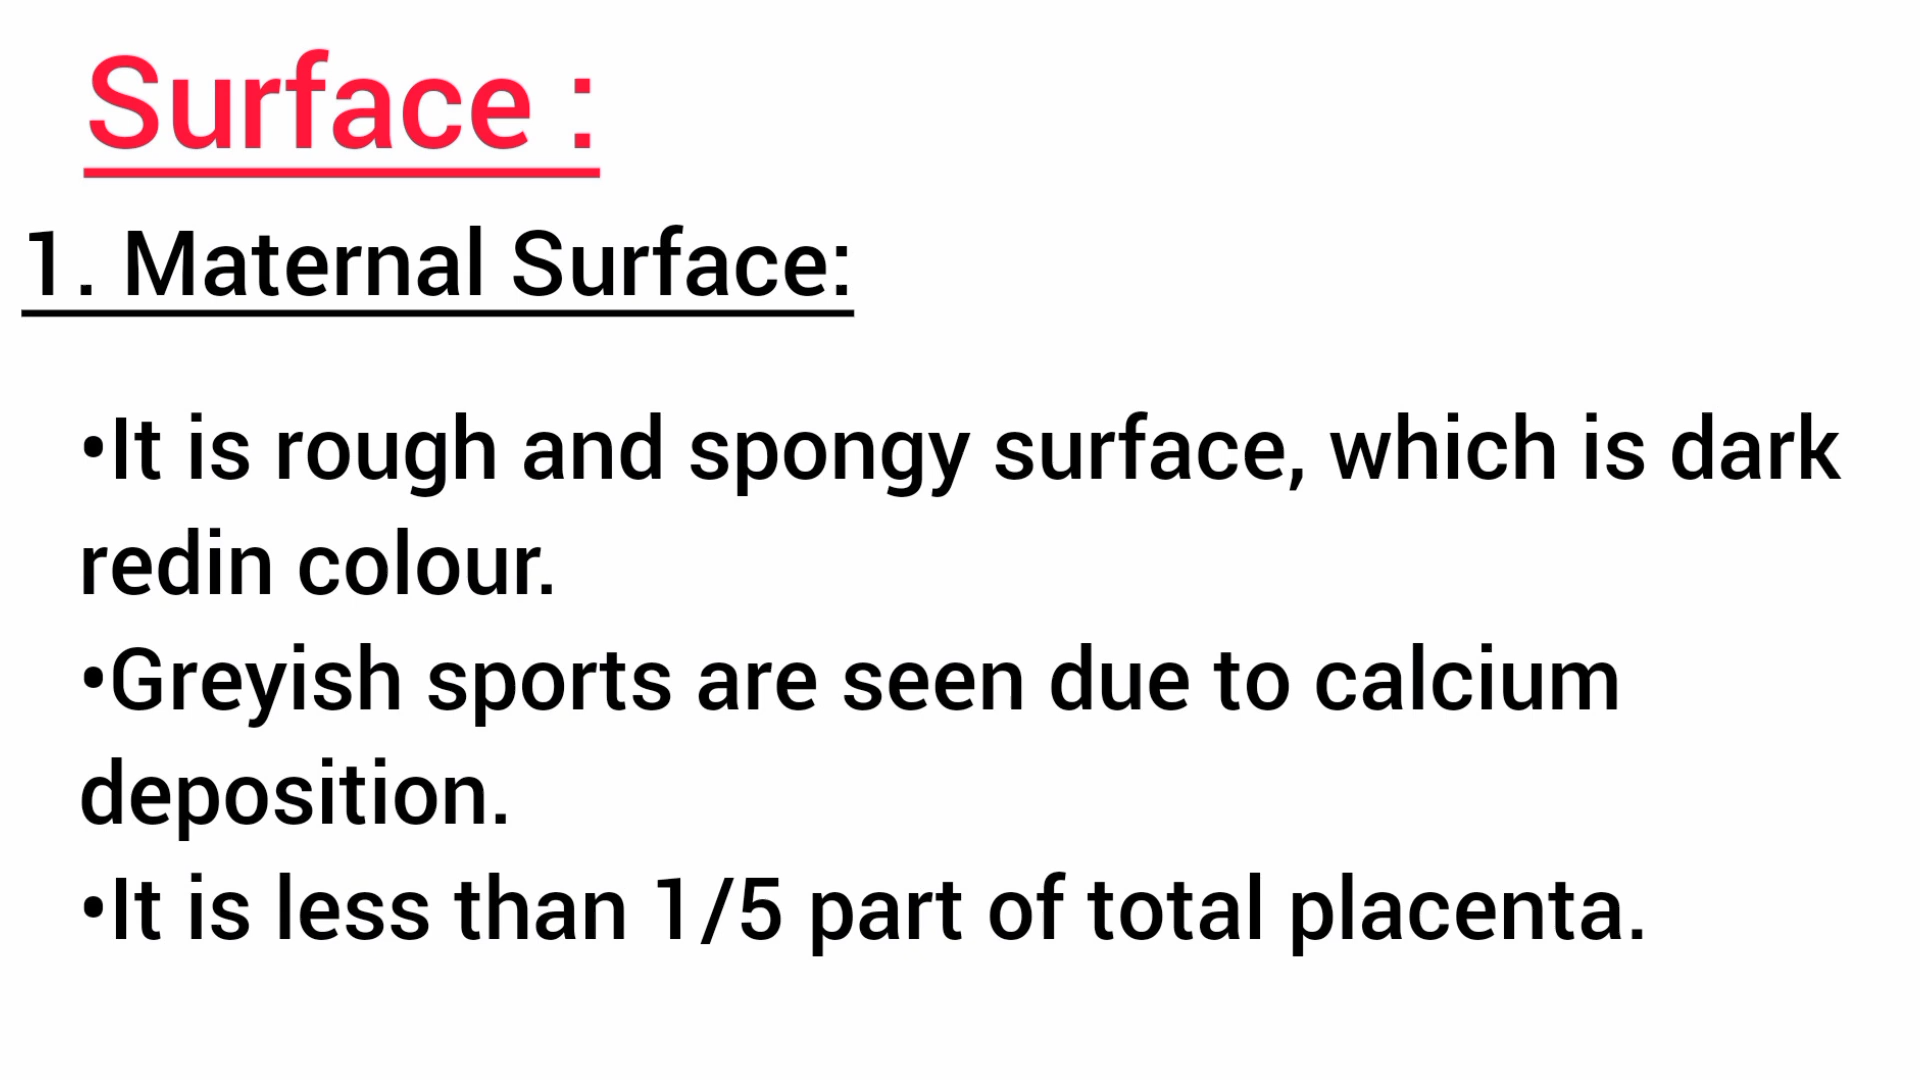 Surface :
1. Maternal Surface:
•It is rough and spongy surface, which is dark
redin colour.
•Greyish sports are seen due to calcium
deposition.
•It is less than 1/5 part of total placenta.